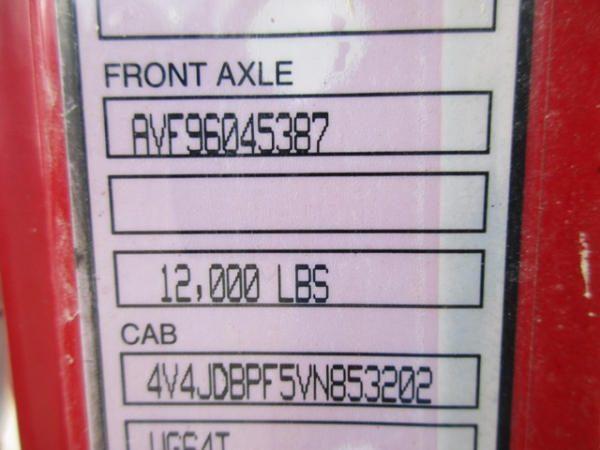 FRONT AXLE
AVF96045387
12,000 LBS
CAB
4V4JDBPF5VN853202